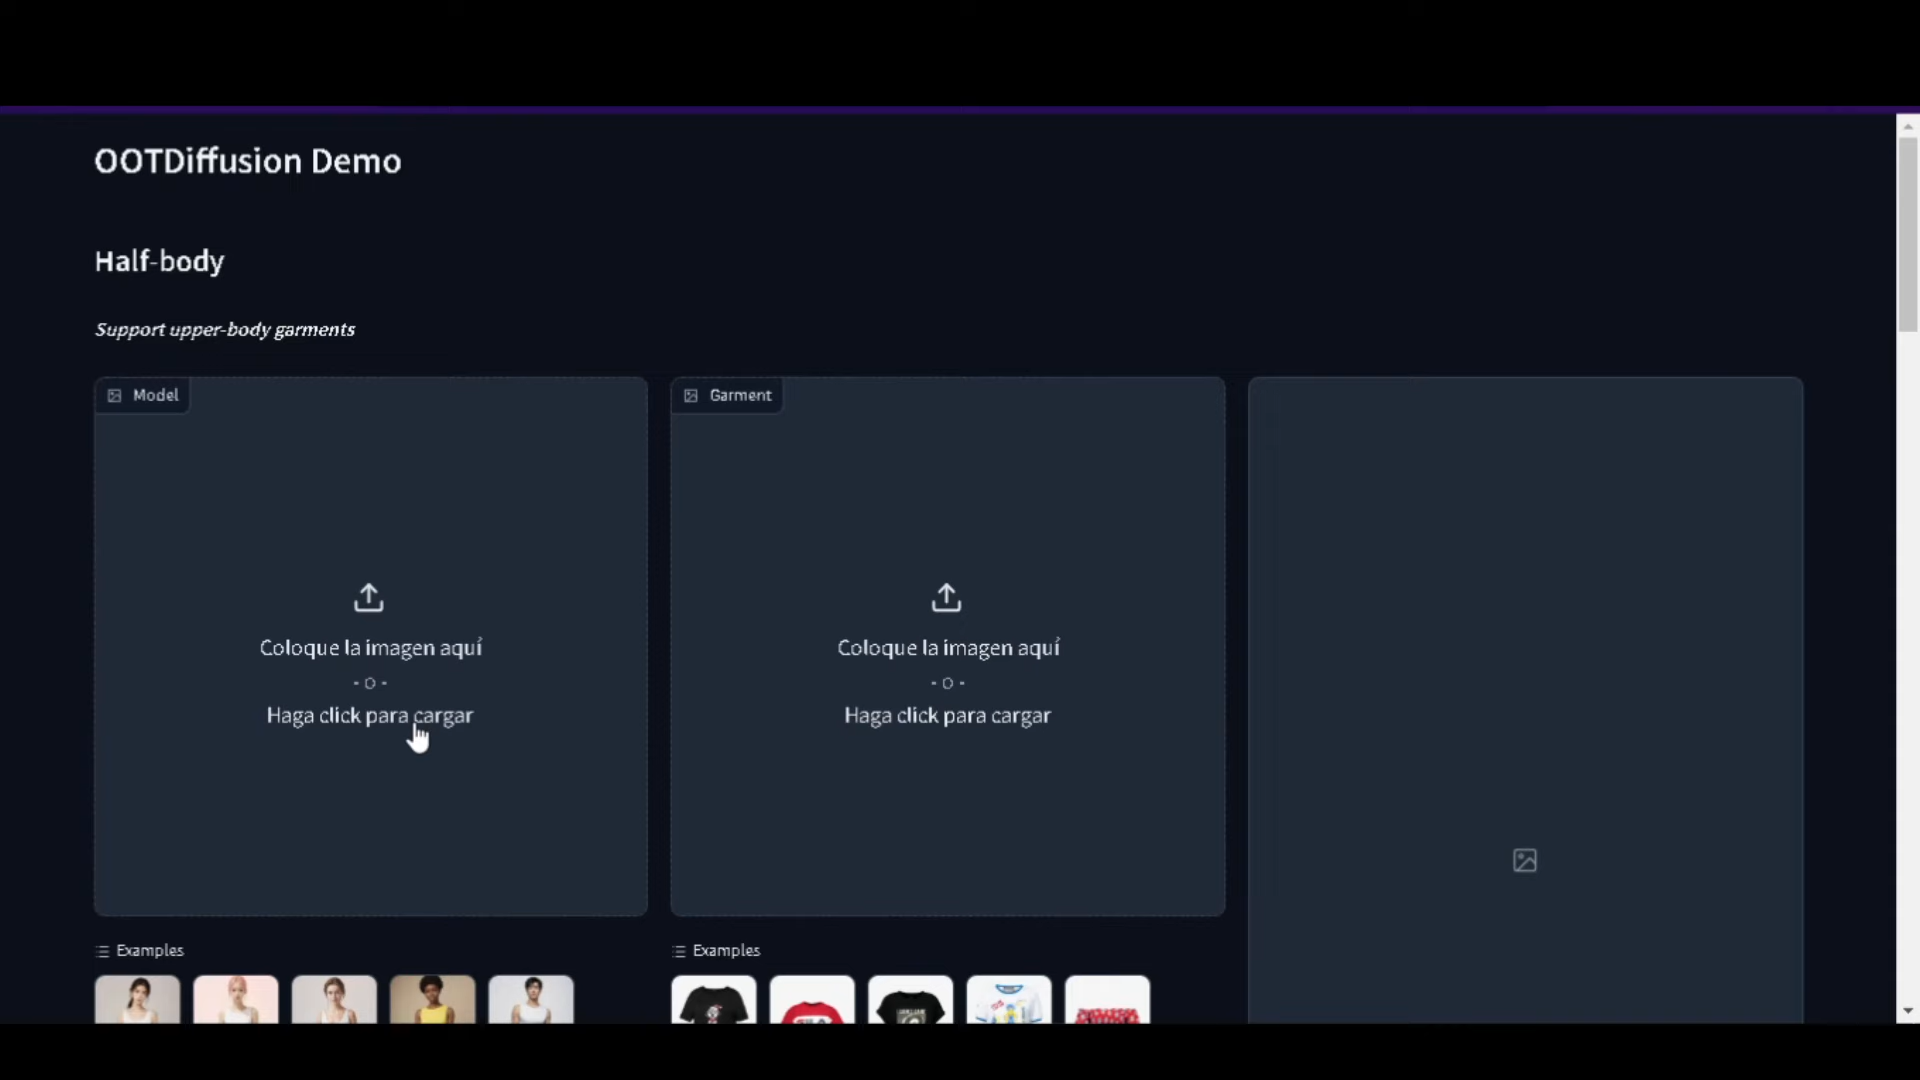 OOTDiffusion Demo
Half-body
Support upper-body garments
Model
Garment
Coloque la imagen aquí
- o -
Haga click para cargar
Coloque la imagen aquí
- o -
Haga click para cargar
Examples
Examples